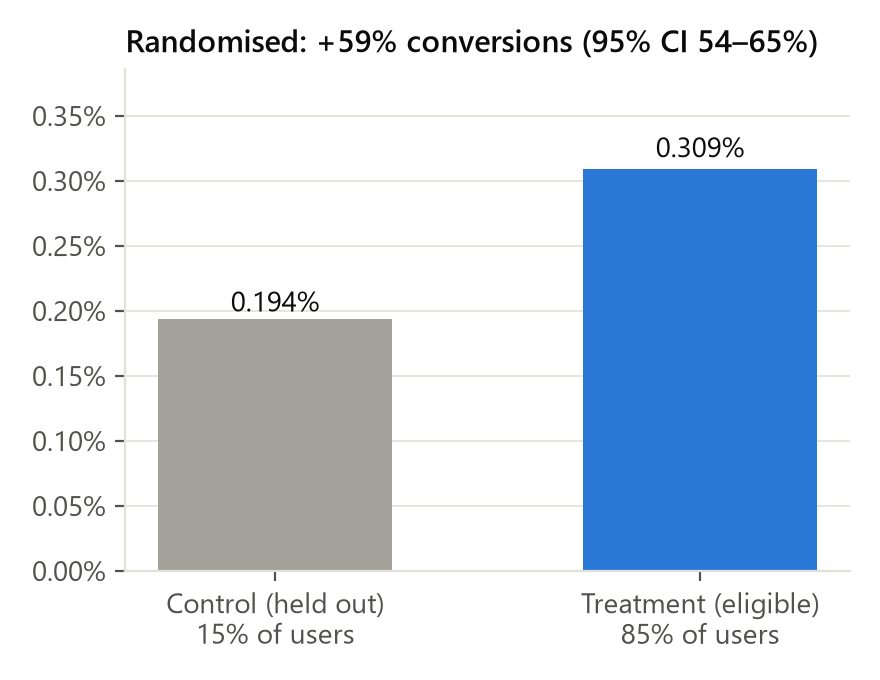 Randomised: +59% conversions (95% CI 54–65%)
0.35%
0.30%
0.25%
0.20%
0.15%
0.10%
0.05%
0.00%
0.194%
0.309%
Control (held out)
15% of users
Treatment (eligible)
85% of users